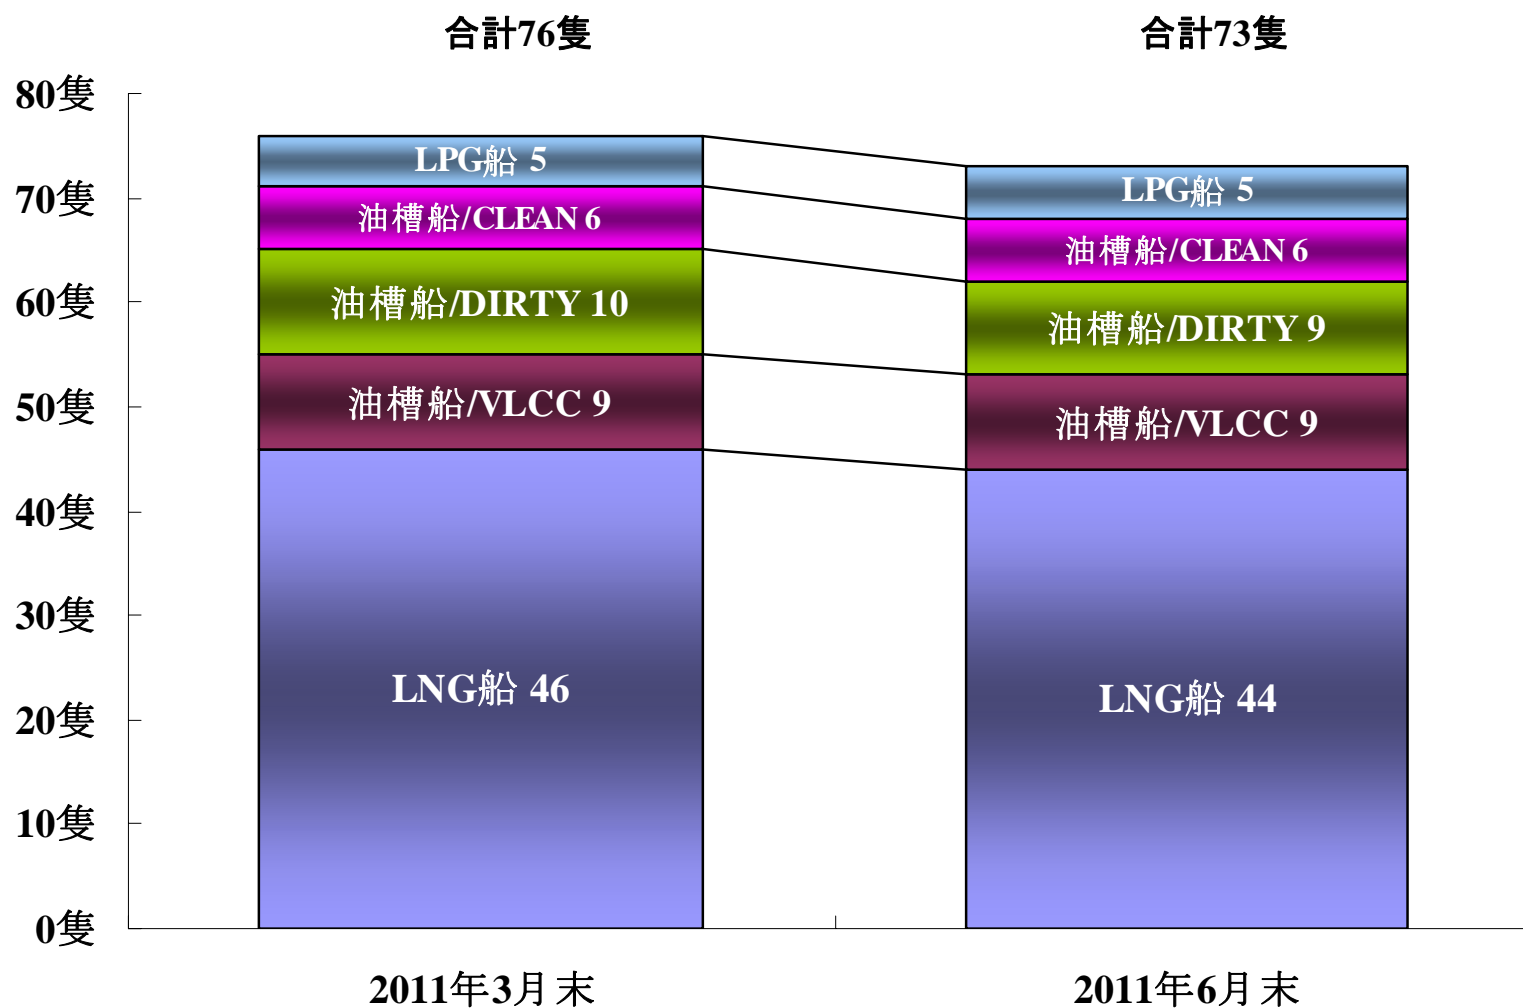 合計76隻
合計73隻
80隻
70隻
60隻
50隻
40隻
30隻
20隻
10隻
0隻
LPG船 5
油槽船/CLEAN 6
油槽船/DIRTY 10
油槽船/VLCC 9
LNG船 46
LPG船 5
油槽船/CLEAN 6
油槽船/DIRTY 9
油槽船/VLCC 9
LNG船 44
2011年3月末
2011年6月末